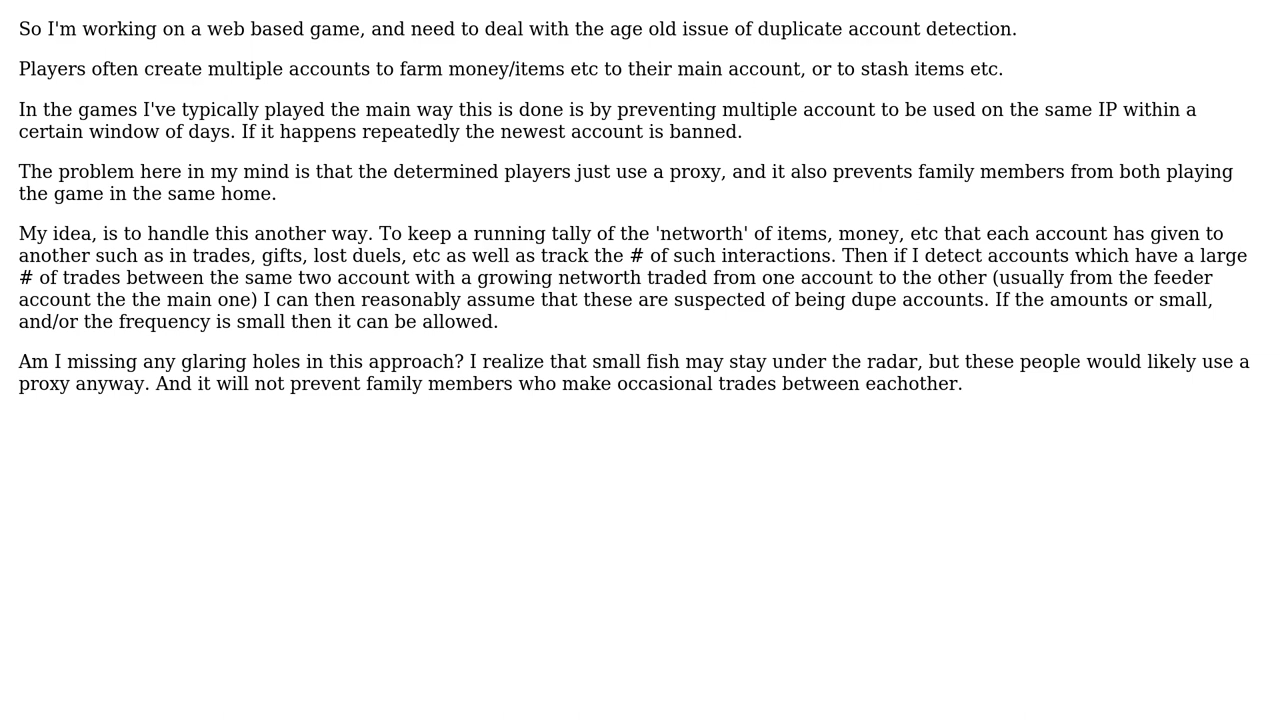 So I'm working on a web based game, and need to deal with the age old issue of duplicate account detection.
Players often create multiple accounts to farm money/items etc to their main account, or to stash items etc.
In the games I've typically played the main way this is done is by preventing multiple account to be used on the same IP within a
certain window of days. If it happens repeatedly the newest account is banned.
The problem here in my mind is that the determined players just use a proxy, and it also prevents family members from both playing
the game in the same home.
My idea, is to handle this another way. To keep a running tally of the 'networth' of items, money, etc that each account has given to
another such as in trades, gifts, lost duels, etc as well as track the # of such interactions. Then if I detect accounts which have a large
# of trades between the same two account with a growing networth traded from one account to the other (usually from the feeder
account the the main one) I can then reasonably assume that these are suspected of being dupe accounts. If the amounts or small,
and/or the frequency is small then it can be allowed.
Am I missing any glaring holes in this approach? I realize that small fish may stay under the radar, but these people would likely use a
proxy anyway. And it will not prevent family members who make occasional trades between eachother.